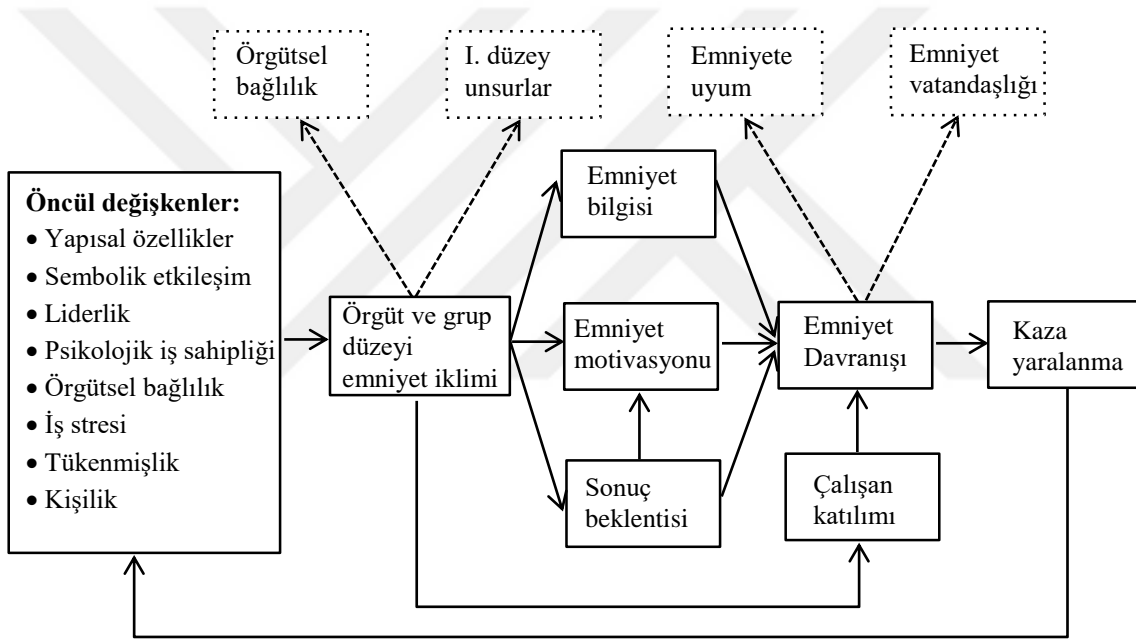 Örgütsel
bağlılık
I. düzey
unsurlar
Emniyete
uyum
Emniyet
vatandaşlığı
Öncül değişkenler:
• Yapısal özellikler
• Sembolik etkileşim
• Liderlik
• Psikolojik iş sahipliği
• Örgütsel bağlılık
• İş stresi
• Tükenmişlik
• Kişilik
Örgüt ve grup
düzeyi
emniyet iklimi
Emniyet
bilgisi
Emniyet
motivasyonu
Sonuç
beklentisi
Emniyet
Davranışı
Çalışan
katılımı
Kaza
yaralanma